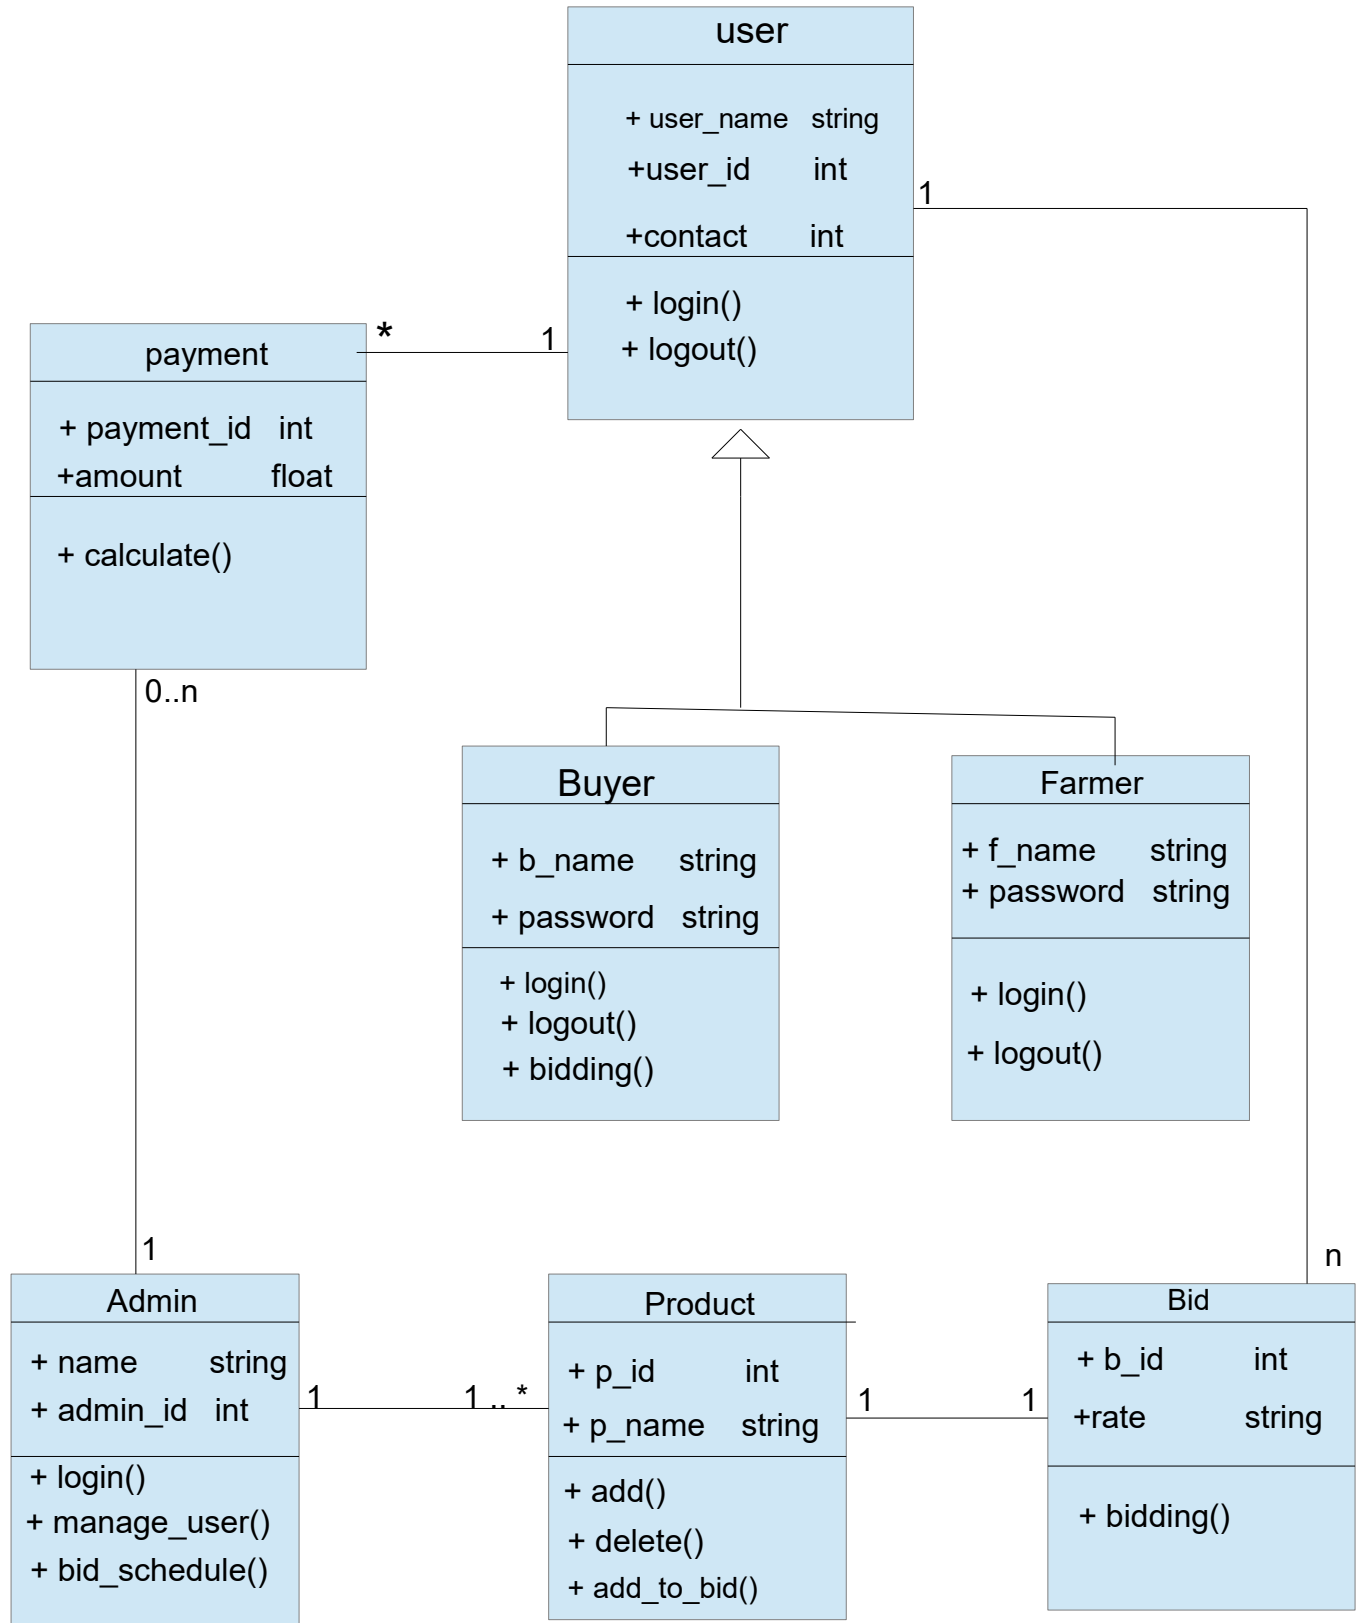 user
+ user_name string
+user_id int
+contact int
+ login()
+ logout()
1
1
*
payment
+ payment_id int
+amount float
+ calculate()
0..n
1
Buyer
+ b_name string
+ password string
+ login()
+ logout()
+ bidding()
Farmer
+ f_name string
+ password string
+ login()
+ logout()
n
Admin
+ name string
+ admin_id int
+ login()
+ manage_user()
+ bid_schedule()
1
1 .. *
Product
+ p_id int
+ p_name string
+ add()
+ delete()
+ add_to_bid()
1
1
Bid
+ b_id int
+rate string
+ bidding()